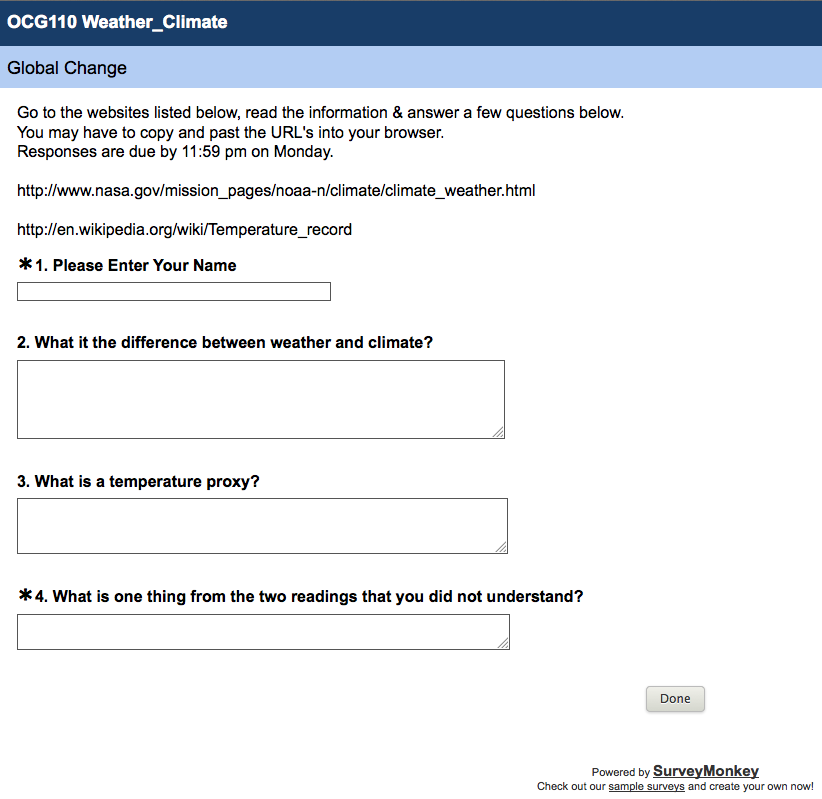 OCG110 Weather_Climate
Global Change
Go to the websites listed below, read the information & answer a few questions below.
You may have to copy and past the URL's into your browser.
Responses are due by 11:59 pm on Monday.
http://www.nasa.gov/mission_pages/noaa-n/climate/climate_weather.html
http://en.wikipedia.org/wiki/Temperature_record
*1. Please Enter Your Name
2. What it the difference between weather and climate?
3. What is a temperature proxy?
*4. What is one thing from the two readings that you did not understand?
Done
Powered by SurveyMonkey
Check out our sample surveys and create your own now!